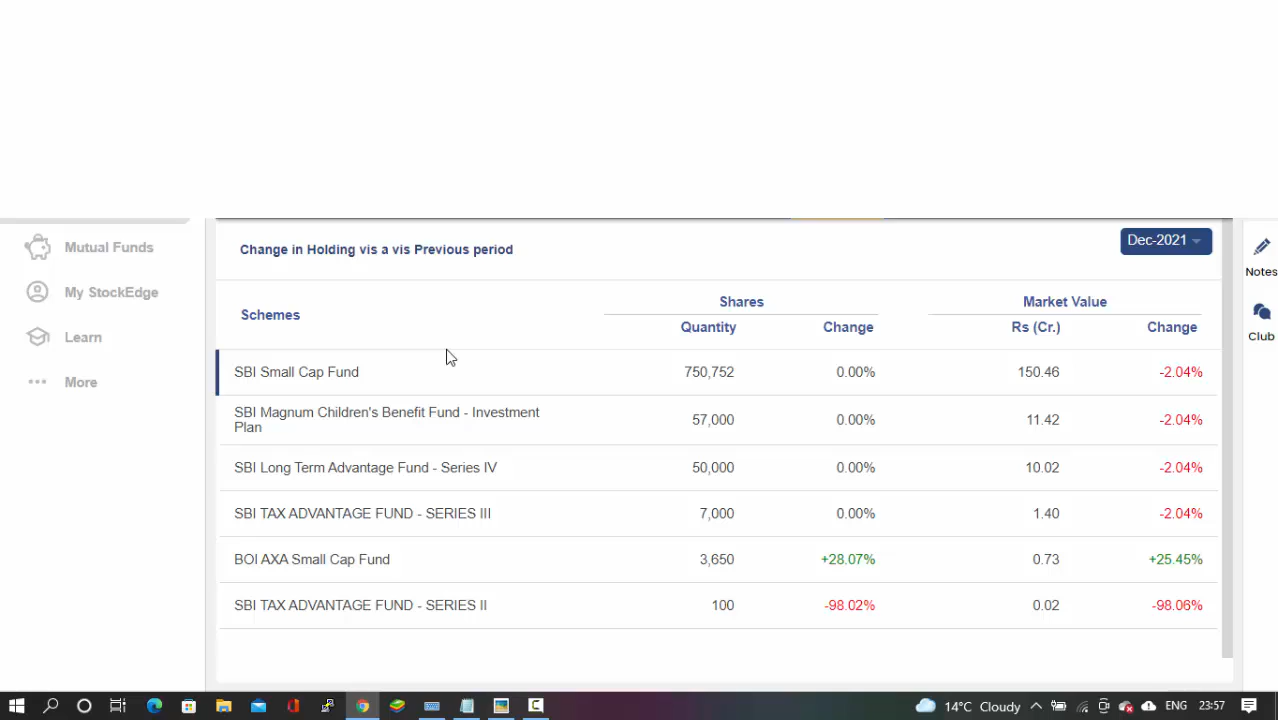 Mutual Funds
My StockEdge
Learn
More
Change in Holding vis a vis Previous period
Dec-2021
Notes
Club
Schemes
Shares
Market Value
Quantity
Change
Rs (Cr.)
Change
SBI Small Cap Fund 750,752 0.00% 150.46 -2.04%
SBI Magnum Children's Benefit Fund - Investment
Plan
57,000 0.00% 11.42 -2.04%
SBI Long Term Advantage Fund - Series IV 50,000 0.00% 10.02 -2.04%
SBI TAX ADVANTAGE FUND - SERIES III 7,000 0.00% 1.40 -2.04%
BOI AXA Small Cap Fund 3,650 +28.07% 0.73 +25.45%
SBI TAX ADVANTAGE FUND - SERIES II 100 -98.02% 0.02 -98.06%
14°C Cloudy
ENG
23:57